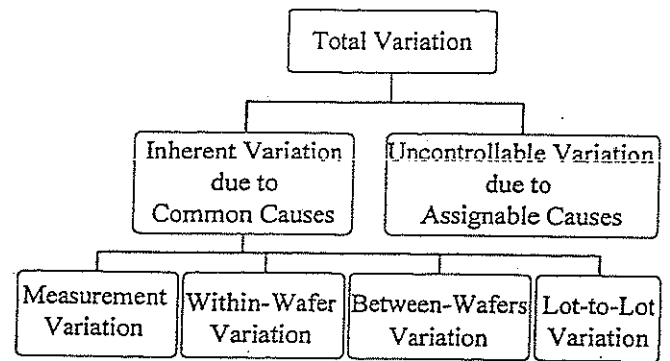 Total Variation
Inherent Variation
due to
Common Causes
Uncontrollable Variation
due to
Assignable Causes
Measurement
Variation
Within-Wafer
Variation
Between-Wafers
Variation
Lot-to-Lot
Variation